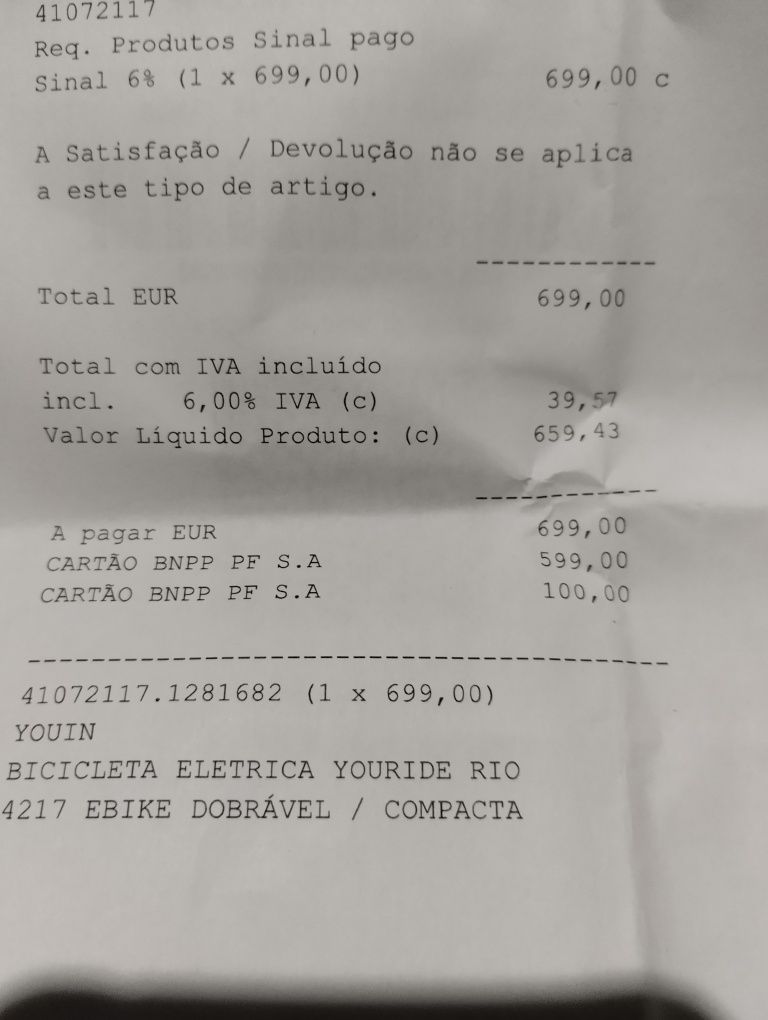 41072117
Req. Produtos Sinal pago
Sinal 6% (1 x 699,00) 699,00 c
A Satisfação / Devolução não se aplica
a este tipo de artigo.
------------
Total EUR 699,00
Total com IVA incluído
incl. 6,00% IVA (c) 39,57
Valor Líquido Produto: (c) 659,43
------------
A pagar EUR 699,00
CARTÃO BNPP PF S.A 599,00
CARTÃO BNPP PF S.A 100,00
------------------------------------------
41072117.1281682 (1 x 699,00)
YOUIN
BICICLETA ELETRICA YOURIDE RIO
4217 EBIKE DOBRÁVEL / COMPACTA